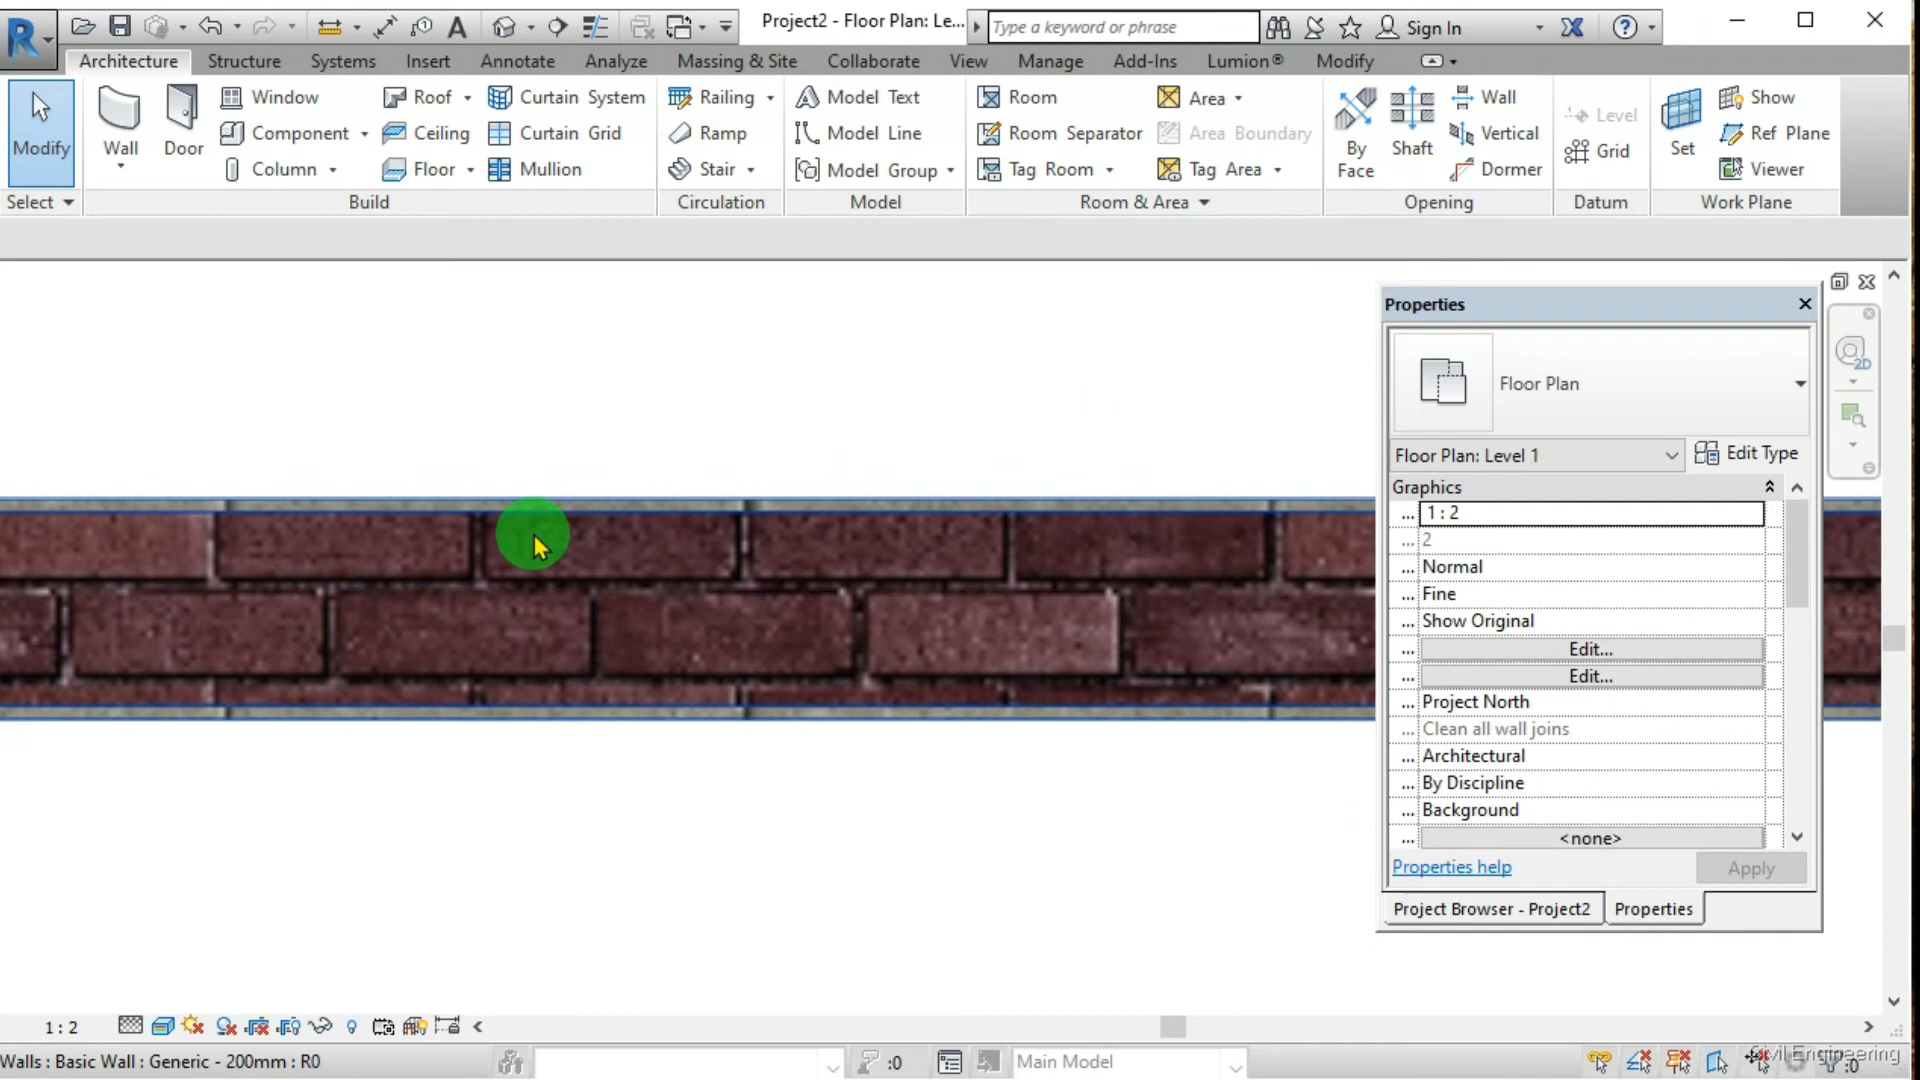 Project2 - Floor Plan: Le...
Type a keyword or phrase
Sign In
Architecture Structure Systems Insert Annotate Analyze Massing & Site Collaborate View Manage Add-Ins Lumion® Modify
Modify
Wall
Door
Window
Component
Column
Roof
Ceiling
Floor
Curtain System
Curtain Grid
Mullion
Railing
Ramp
Stair
Model Text
Model Line
Model Group
Room
Room Separator
Tag Room
Area
Area Boundary
Tag Area
By
Face
Shaft
Wall
Vertical
Dormer
Level
Grid
Set
Show
Ref Plane
Viewer
Select Build Circulation Model Room & Area Opening Datum Work Plane
Properties
2D
Floor Plan
Floor Plan: Level 1
Edit Type
Graphics
... 1 : 2
... 2
... Normal
... Fine
... Show Original
... Edit...
... Edit...
... Project North
... Clean all wall joins
... Architectural
... By Discipline
... Background
... <none>
Properties help
Apply
Project Browser - Project2
Properties
1 : 2
Walls : Basic Wall : Generic - 200mm : R0
:0
Main Model
Civil Engineering
:0